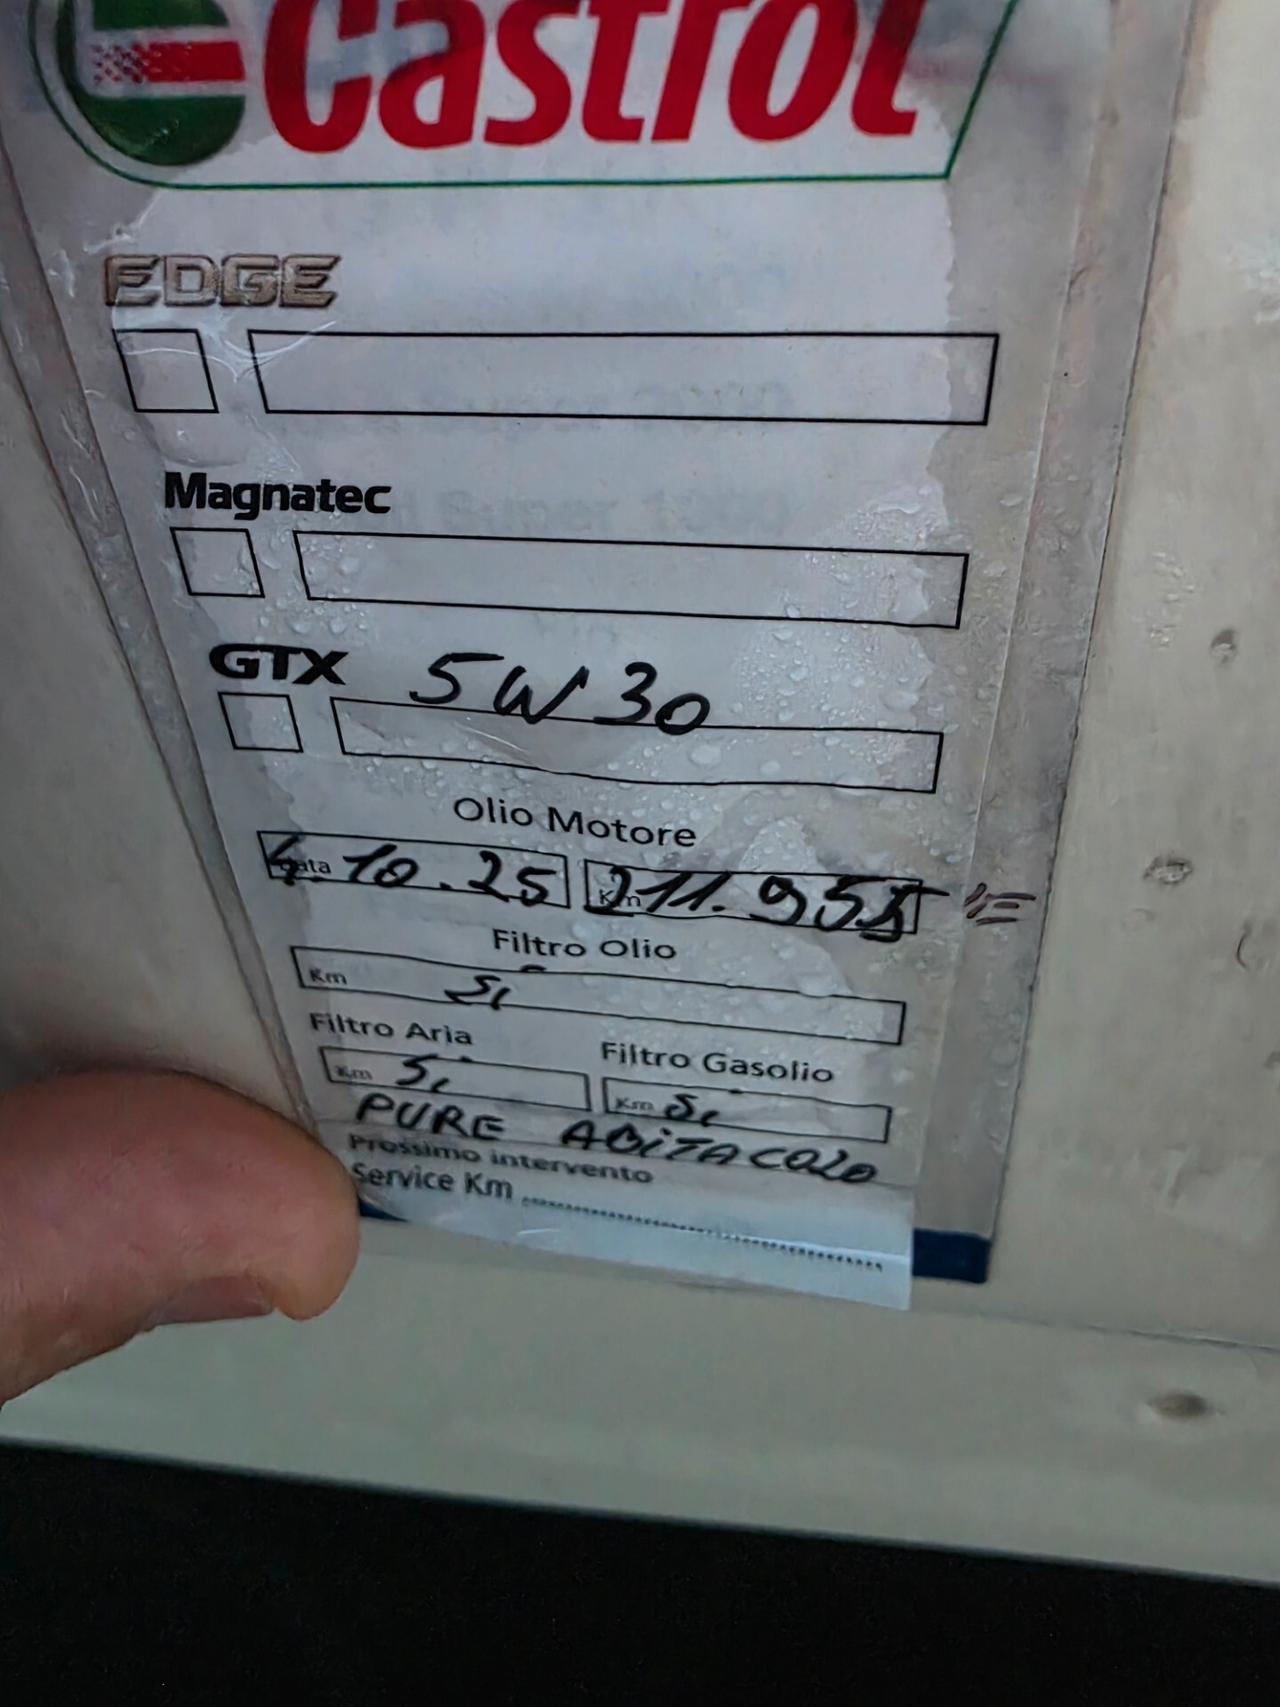 Castrol
EDGE
Magnatec
GTX 5W30
Olio Motore
Data 4.10.25 Km 211.955
Filtro Olio
Km Si
Filtro Aria Filtro Gasolio
Km Si Km Si
PURE ABITACOLO
Prossimo intervento
Service Km